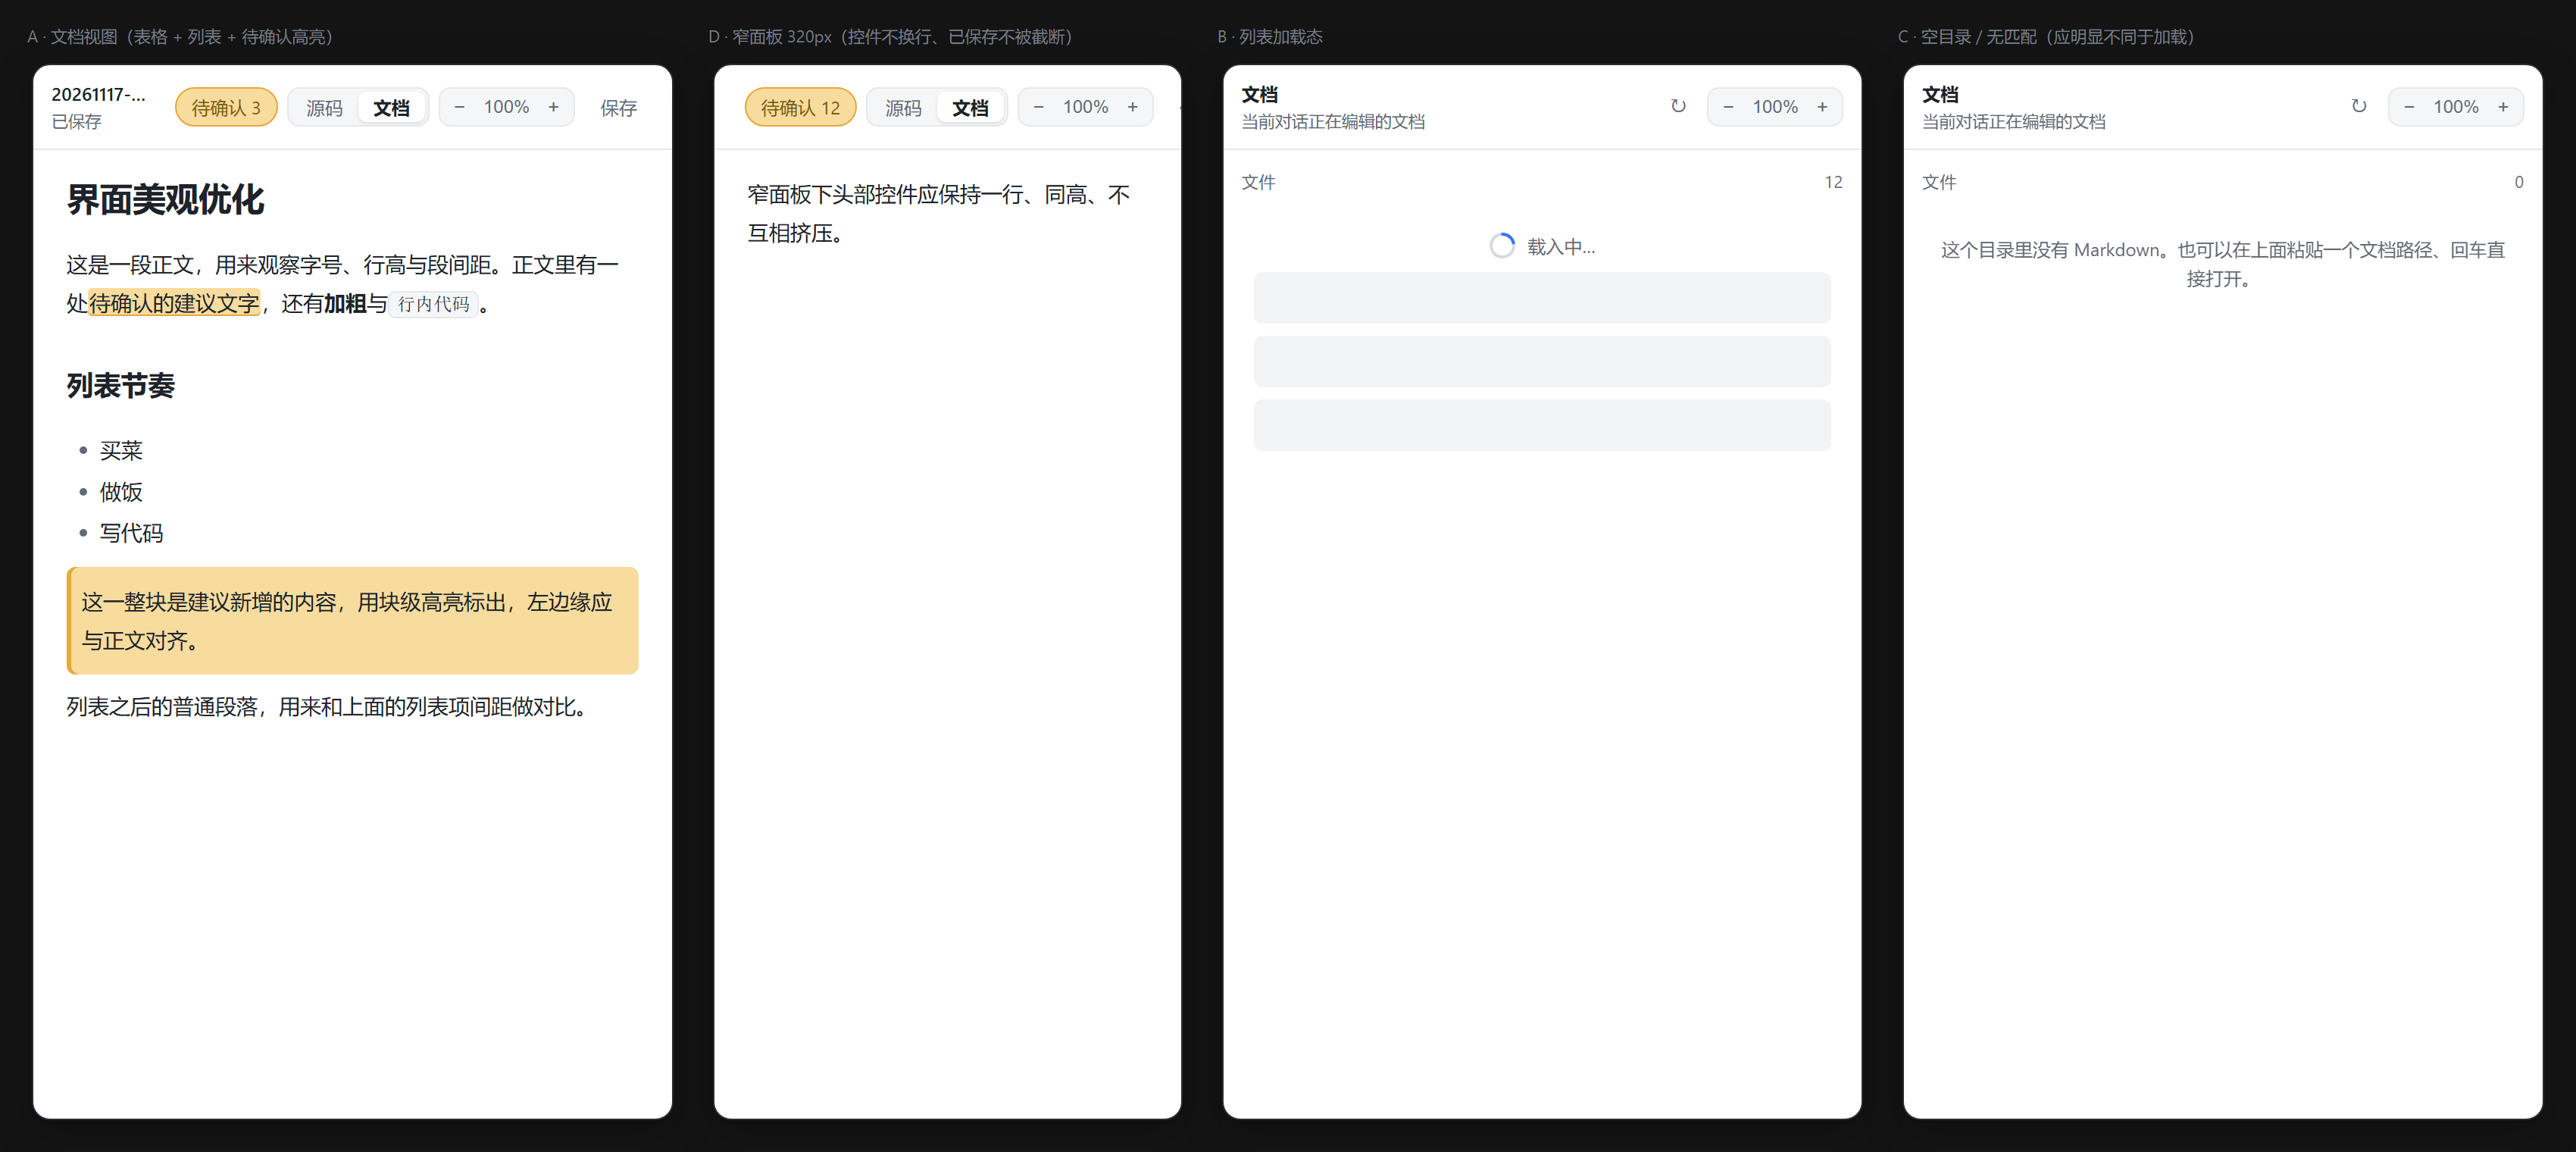 A · 文档视图（表格 + 列表 + 待确认高亮）
20261117-...
已保存
待确认 3
源码
文档
− 100% +
保存
界面美观优化
这是一段正文，用来观察字号、行高与段间距。正文里有一
处待确认的建议文字，还有加粗与行内代码。
列表节奏
• 买菜
• 做饭
• 写代码
这一整块是建议新增的内容，用块级高亮标出，左边缘应
与正文对齐。
列表之后的普通段落，用来和上面的列表项间距做对比。
D · 窄面板 320px（控件不换行、已保存不被截断）
待确认 12
源码
文档
− 100% +
窄面板下头部控件应保持一行、同高、不
互相挤压。
B · 列表加载态
文档
当前对话正在编辑的文档
↻
− 100% +
文件
12
载入中...
C · 空目录 / 无匹配（应明显不同于加载）
文档
当前对话正在编辑的文档
↻
− 100% +
文件
0
这个目录里没有 Markdown。也可以在上面粘贴一个文档路径、回车直
接打开。